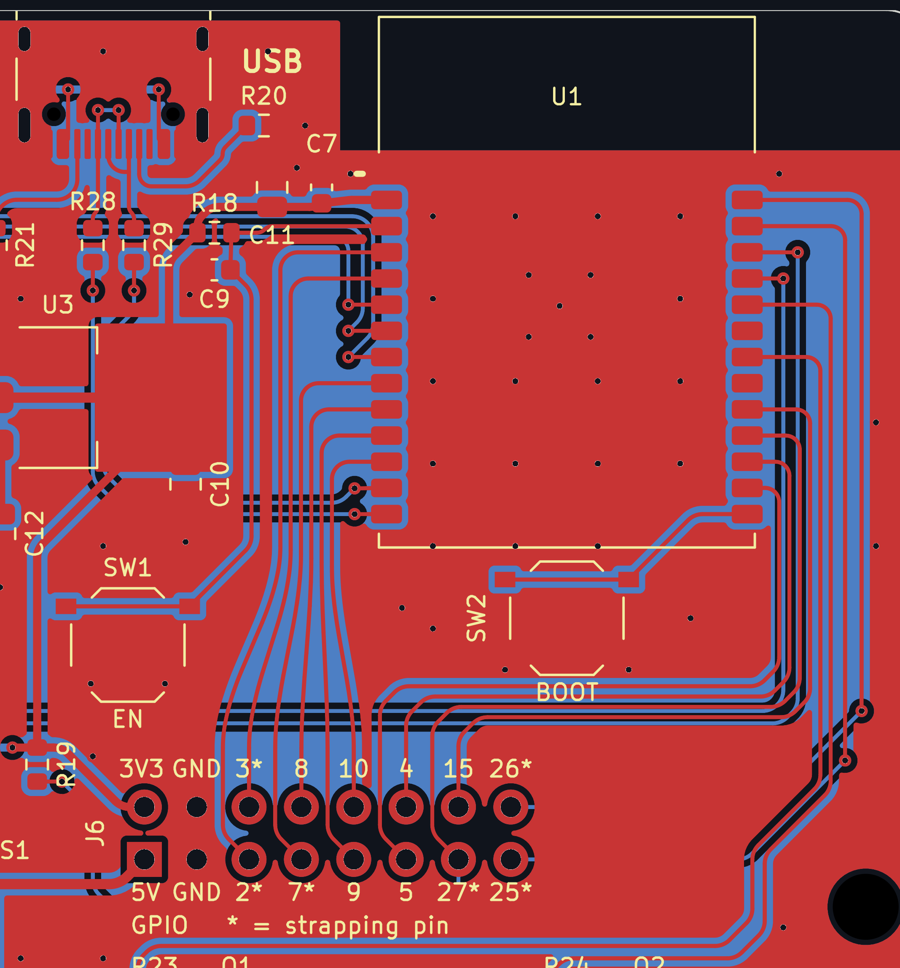 USB
R20
U1
C7
R28
R18
R21
R29
C11
C9
U3
C10
C12
SW1
SW2
BOOT
EN
R19
3V3 GND 3* 8 10 4 15 26*
J6
S1
5V GND 2* 7* 9 5 27* 25*
GPIO * = strapping pin
R23 Q1 R24 Q2